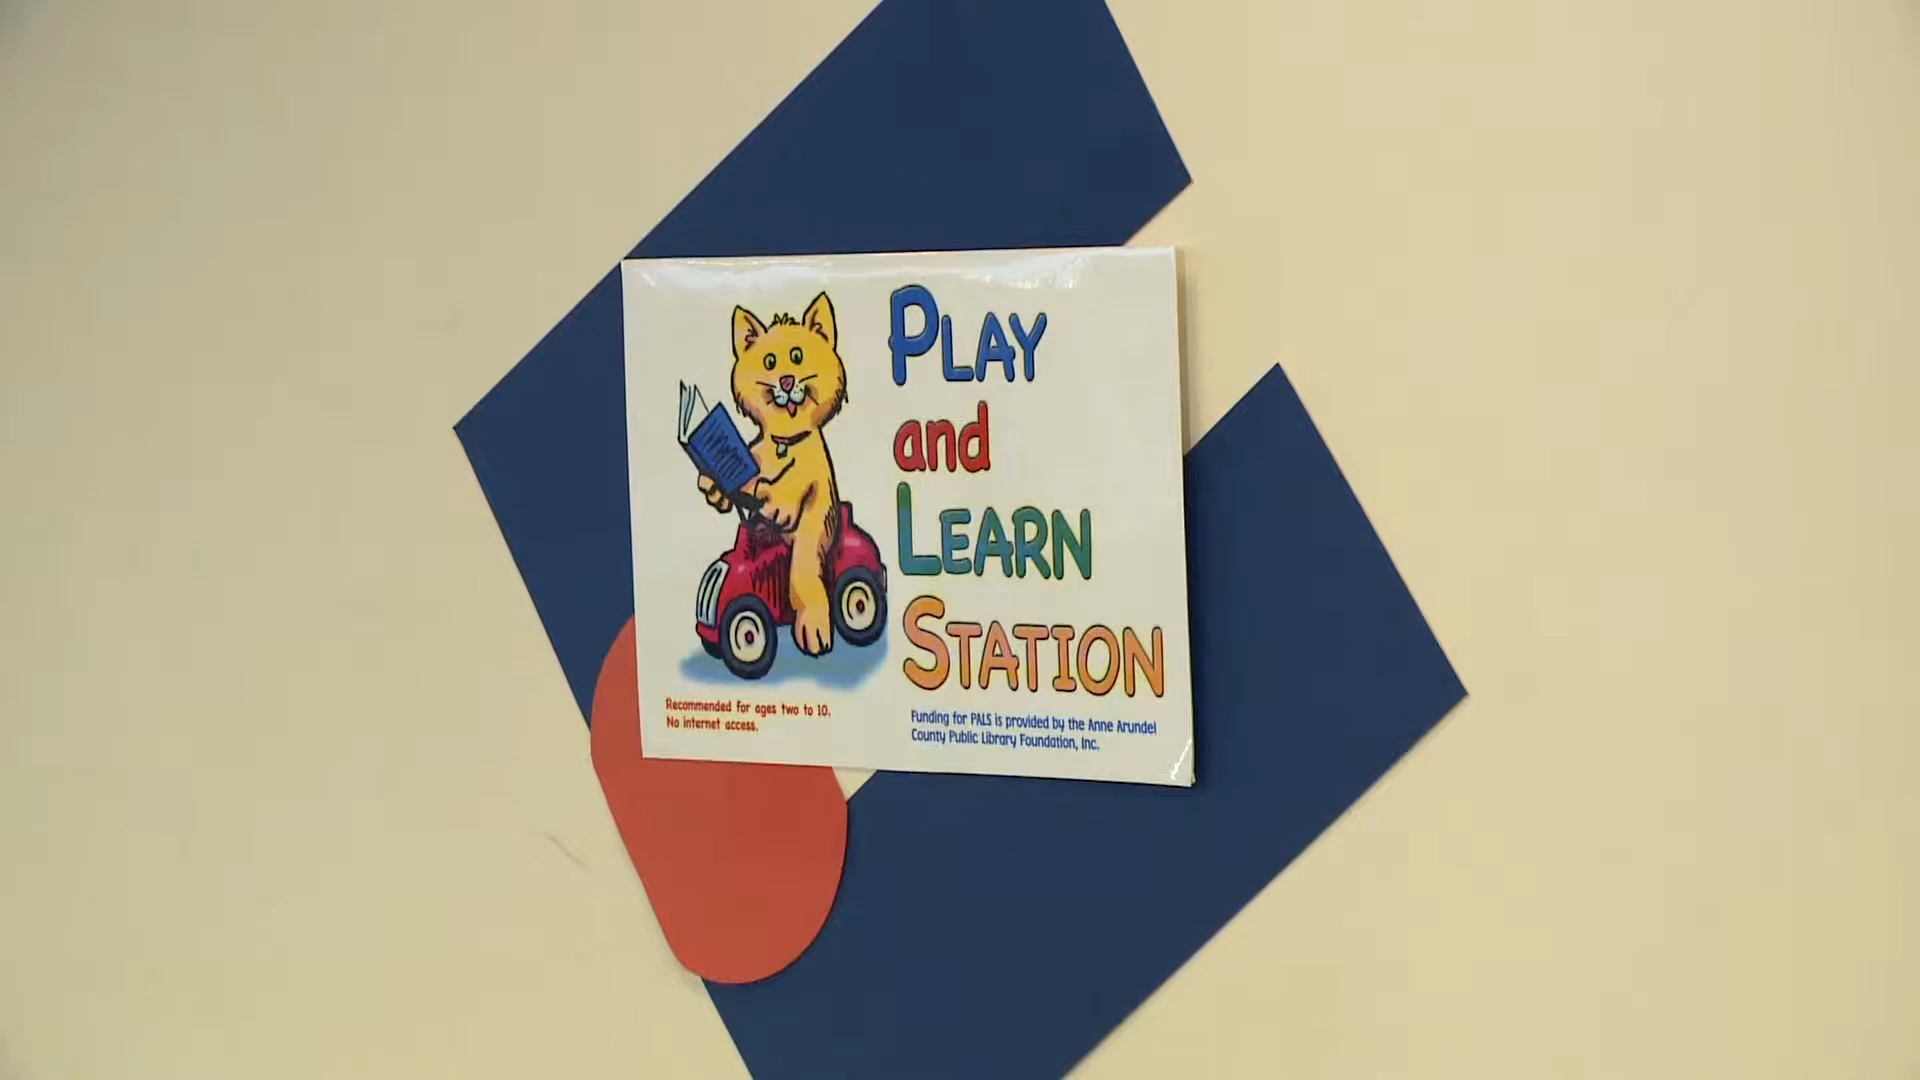 PLAY
and
LEARN
STATION
Recommended for ages two to 10.
No internet access.
Funding for PALS is provided by the Anne Arundel
County Public Library Foundation, Inc.